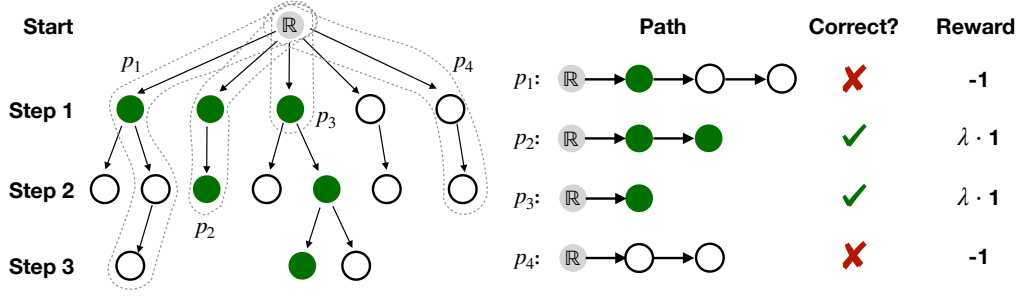 Start ℝ Path Correct? Reward
p₁ p₄
p₁: ℝ ✘ -1
Step 1
p₃
p₂: ℝ ✓ λ · 1
Step 2
p₃: ℝ ✓ λ · 1
p₂
Step 3
p₄: ℝ ✘ -1